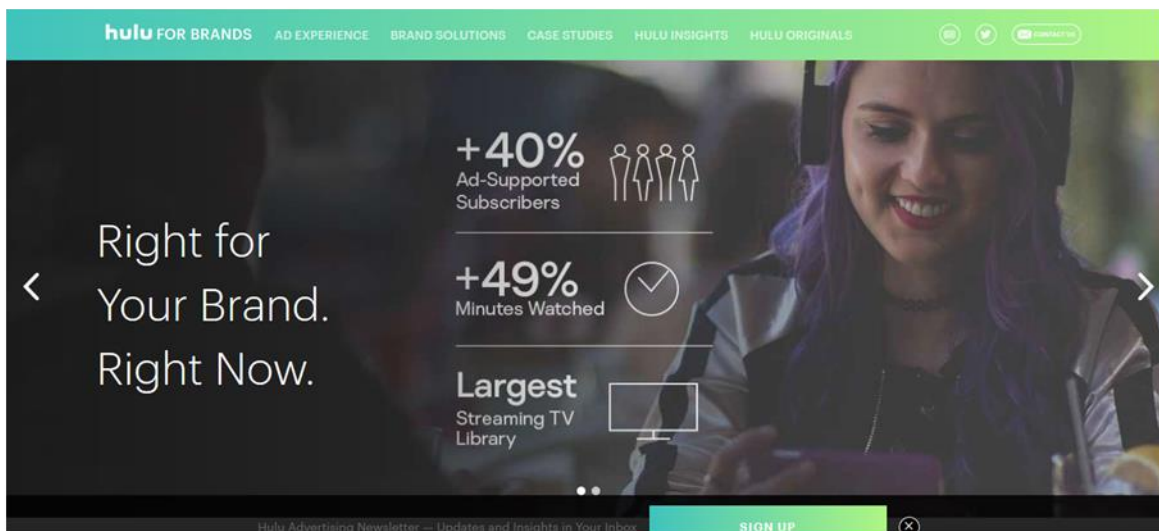 hulu FOR BRANDS AD EXPERIENCE BRAND SOLUTIONS CASE STUDIES HULU INSIGHTS HULU ORIGINALS CONTACT US
+40%
Ad-Supported
Subscribers
+49%
Minutes Watched
Largest
Streaming TV
Library
Right for
Your Brand.
Right Now.
Hulu Advertising Newsletter — Updates and Insights in Your Inbox SIGN UP